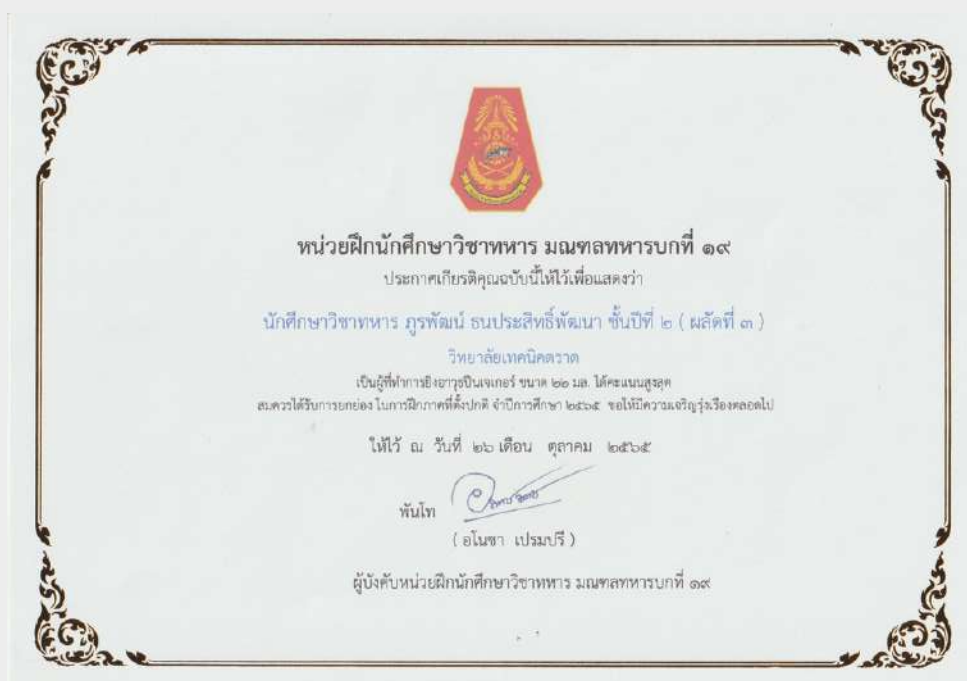 หน่วยฝึกนักศึกษาวิชาทหาร มณฑลทหารบกที่ ๑๙
ประกาศเกียรติคุณฉบับนี้ให้ไว้เพื่อแสดงว่า
นักศึกษาวิชาทหาร ภูรพัฒน์ ธนประสิทธิ์พัฒนา ชั้นปีที่ ๒ ( ผลัดที่ ๓ )
วิทยาลัยเทคนิคตราด
เป็นผู้ที่ทำการยิงอาวุธปืนเจเกอร์ ขนาด ๒๒ มล. ได้คะแนนสูงสุด
สมควรได้รับการยกย่อง ในการฝึกภาคที่ตั้งปกติ จำปีการศึกษา ๒๕๖๕ ขอให้มีความเจริญรุ่งเรืองตลอดไป
ให้ไว้ ณ วันที่ ๒๖ เดือน ตุลาคม ๒๕๖๕
พันโท
( อโนชา เปรมปรี )
ผู้บังคับหน่วยฝึกนักศึกษาวิชาทหาร มณฑลทหารบกที่ ๑๙